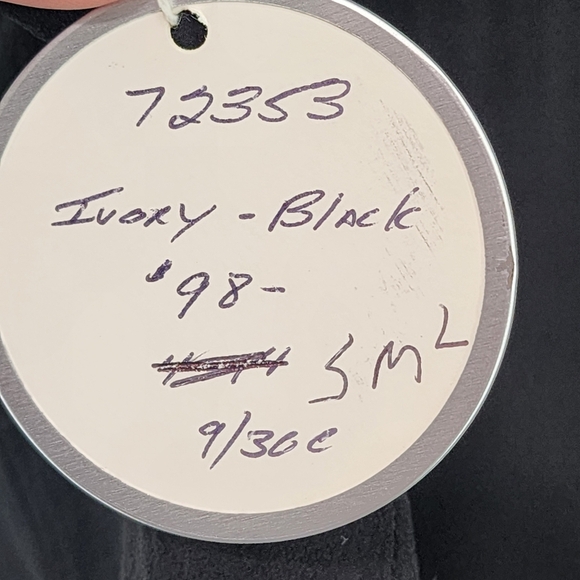 72353
IVORY - BLACK
'98-
S M L
9/30c